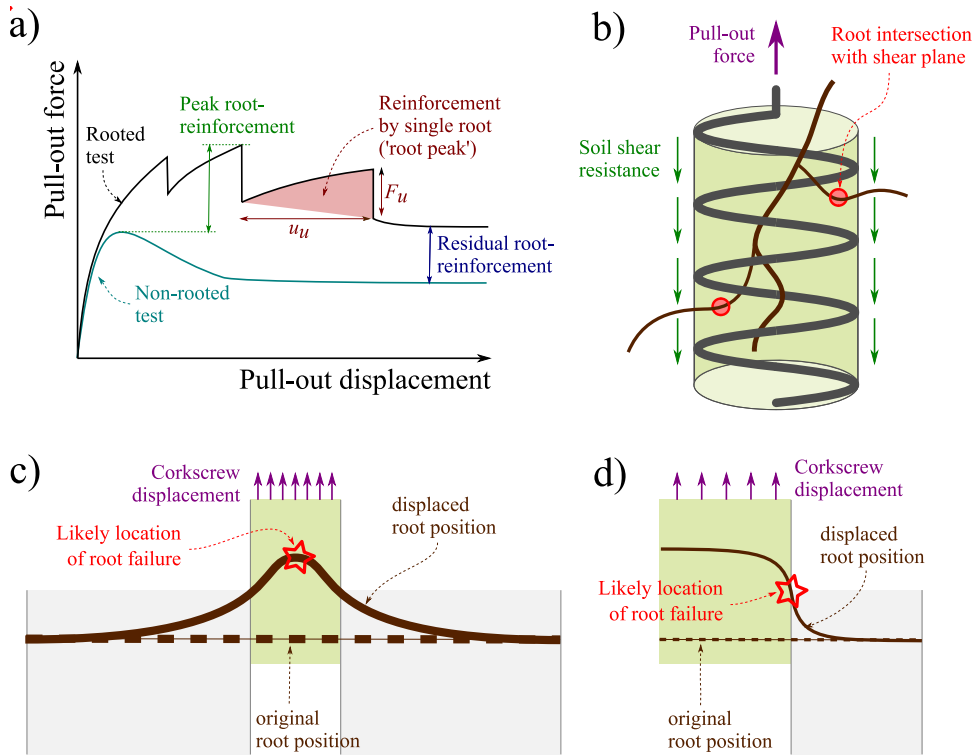 a)
Pull-out force
Pull-out displacement
Rooted
test
Peak root-
reinforcement
Reinforcement
by single root
('root peak')
Fu
uu
Residual root-
reinforcement
Non-rooted
test
b)
Pull-out
force
Root intersection
with shear plane
Soil shear
resistance
c)
Corkscrew
displacement
displaced
root position
Likely location
of root failure
original
root position
d)
Corkscrew
displacement
displaced
root position
Likely location
of root failure
original
root position